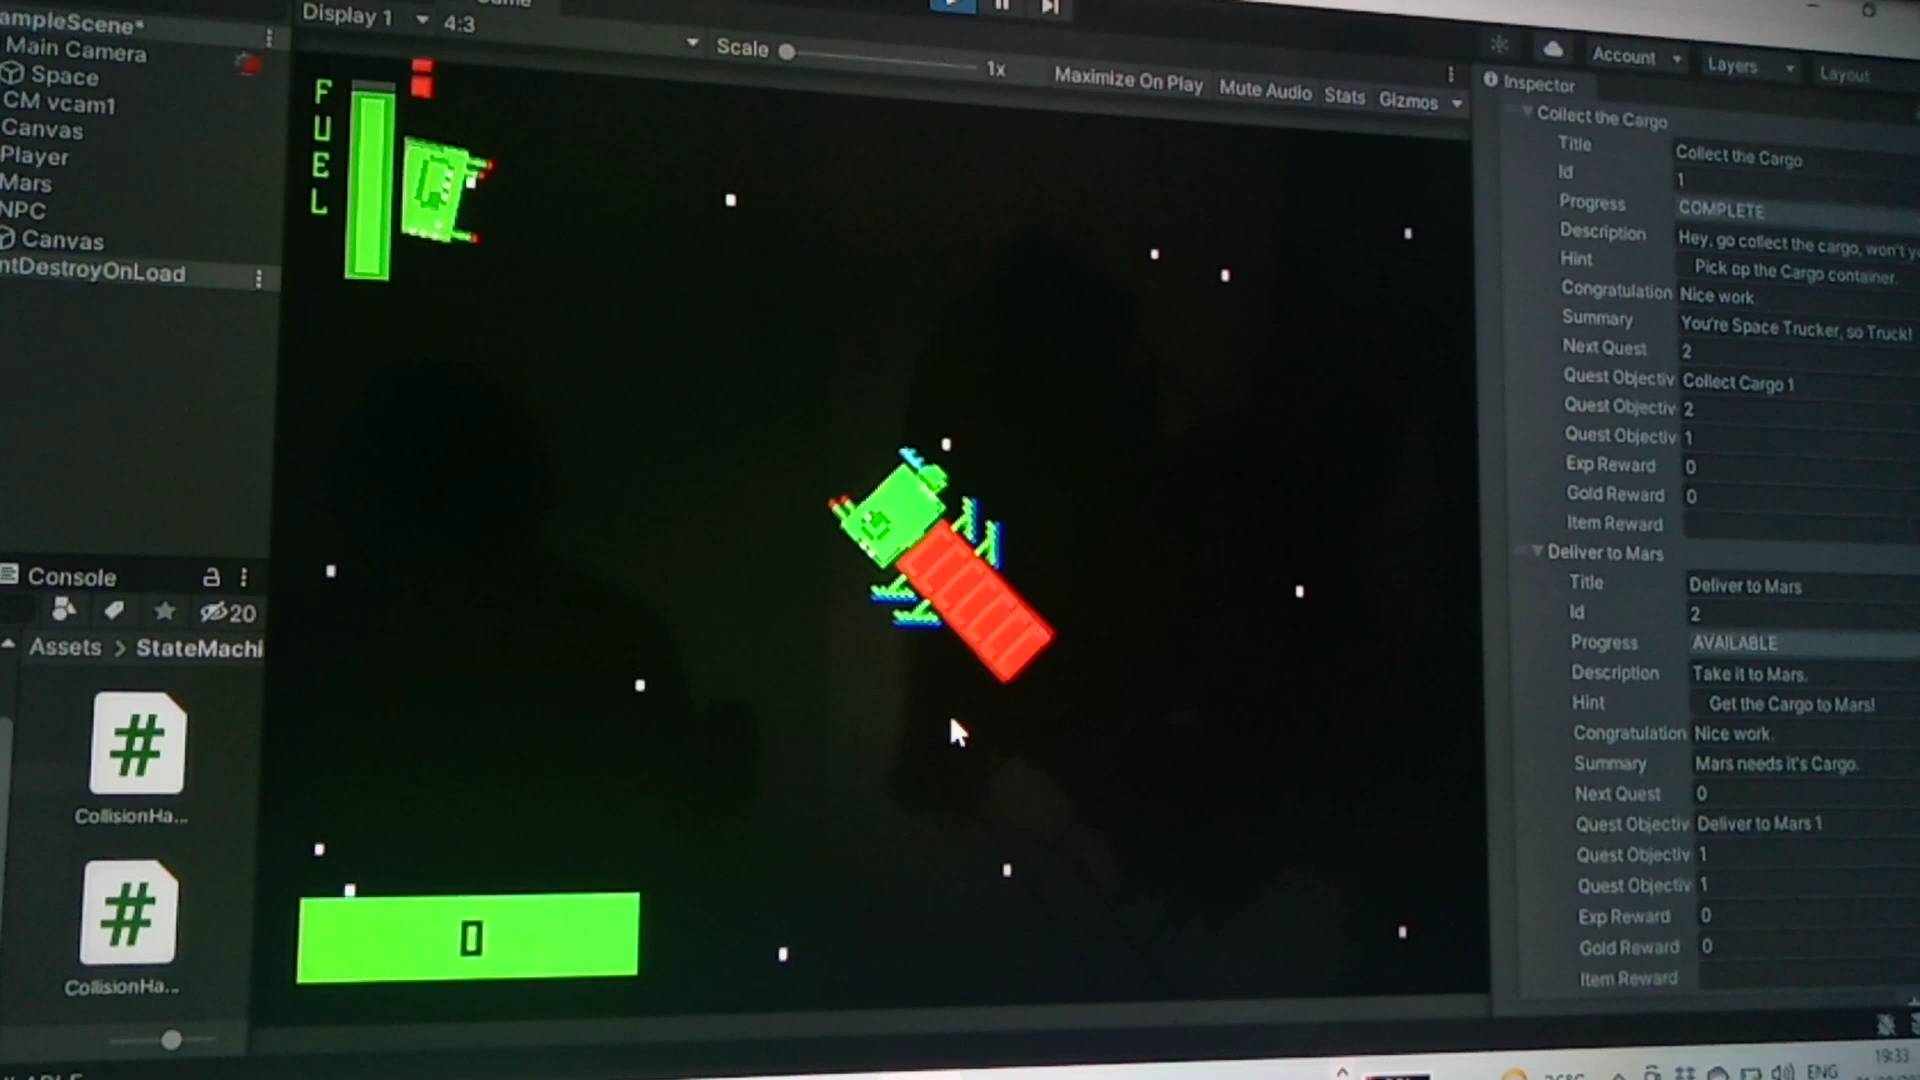 ampleScene*
Main Camera
Space
CM vcam1
Canvas
Player
Mars
NPC
Canvas
ntDestroyOnLoad
Console
20
Assets > StateMachi
CollisionHa...
CollisionHa...
Display 1
4:3
Scale
1x
Maximize On Play
Mute Audio
Stats
Gizmos
FUEL
0
Account
Layers
Layout
Inspector
Collect the Cargo
Title Collect the Cargo
Id 1
Progress COMPLETE
Description Hey, go collect the cargo, won't y
Hint Pick op the Cargo container.
Congratulation Nice work
Summary You're Space Trucker, so Truck!
Next Quest 2
Quest Objectiv Collect Cargo 1
Quest Objectiv 2
Quest Objectiv 1
Exp Reward 0
Gold Reward 0
Item Reward
Deliver to Mars
Title Deliver to Mars
Id 2
Progress AVAILABLE
Description Take it to Mars.
Hint Get the Cargo to Mars!
Congratulation Nice work.
Summary Mars needs it's Cargo.
Next Quest 0
Quest Objectiv Deliver to Mars 1
Quest Objectiv 1
Quest Objectiv 1
Exp Reward 0
Gold Reward 0
Item Reward
ENG
19:33